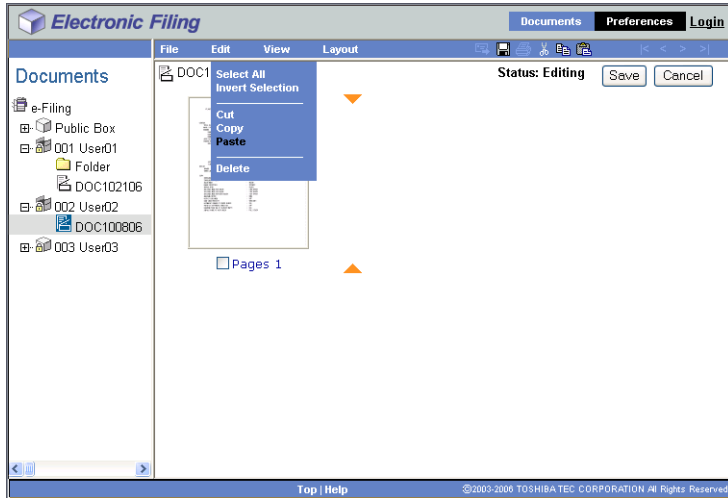 Electronic Filing
Documents Preferences Login
File Edit View Layout
Documents
e-Filing
Public Box
001 User01
Folder
DOC102106
002 User02
DOC100806
003 User03
DOC1
Select All
Invert Selection
Cut
Copy
Paste
Delete
Status: Editing
Save Cancel
Pages 1
|< < > >|
Top | Help
©2003-2006 TOSHIBA TEC CORPORATION All Rights Reserved